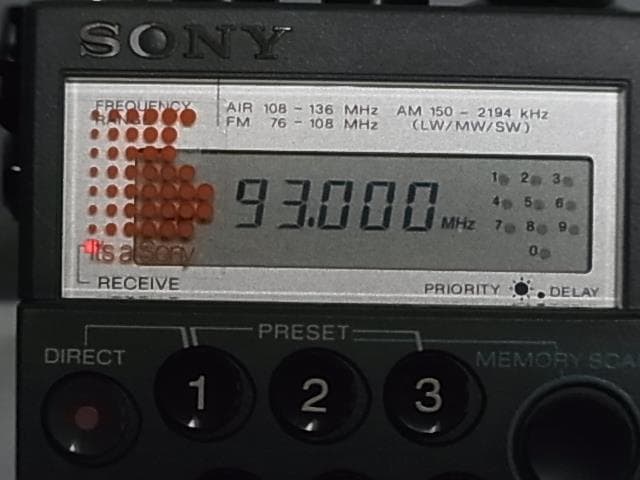 SONY
FREQUENCY
RANGE
AIR 108 – 136 MHz AM 150 – 2194 kHz
FM 76 – 108 MHz (LW/MW/SW)
93.000 MHz
1 2 3
4 5 6
7 8 9
0
It's a Sony
RECEIVE
PRIORITY DELAY
PRESET
DIRECT
MEMORY SCA
1 2 3